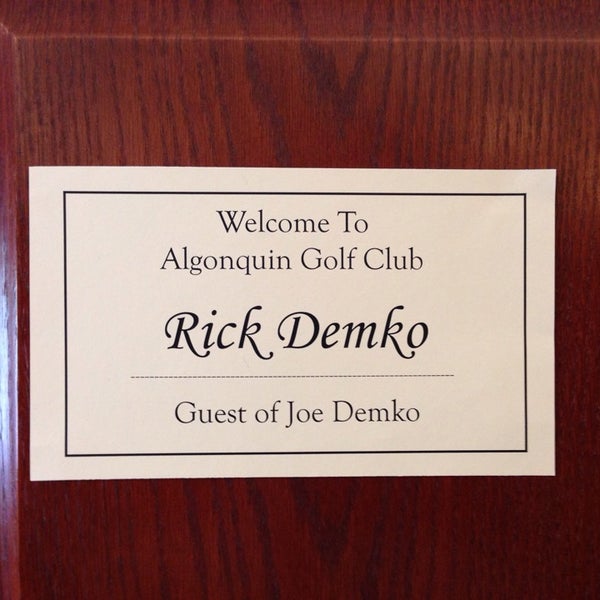 Welcome To
Algonquin Golf Club
Rick Demko
Guest of Joe Demko